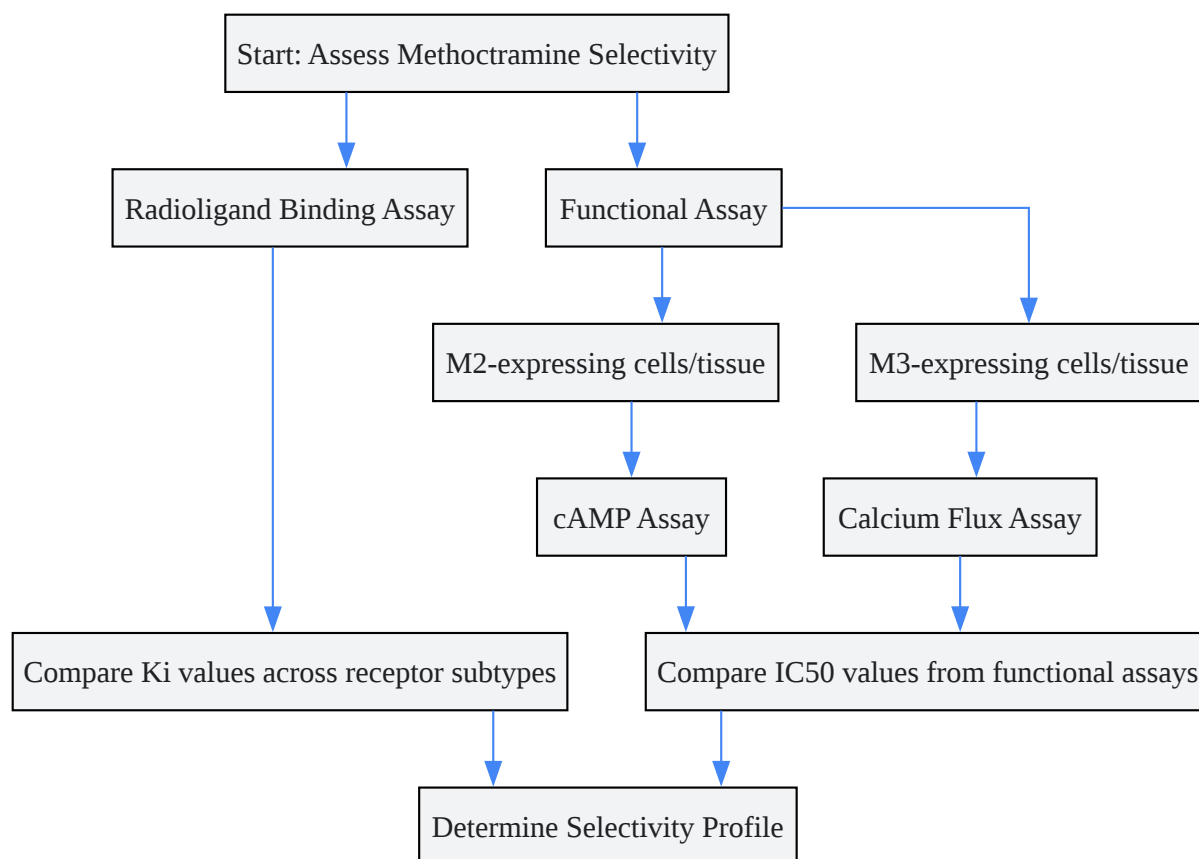 Start: Assess Methoctramine Selectivity
Radioligand Binding Assay
Functional Assay
M2-expressing cells/tissue
M3-expressing cells/tissue
cAMP Assay
Calcium Flux Assay
Compare Ki values across receptor subtypes
Compare IC50 values from functional assays
Determine Selectivity Profile